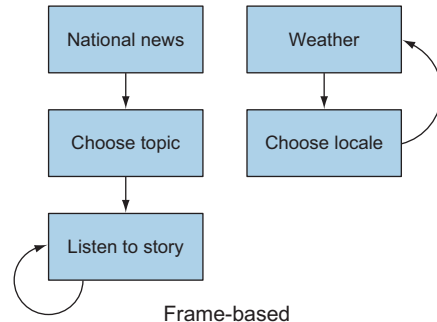 National news
Weather
Choose topic
Choose locale
Listen to story
Frame-based